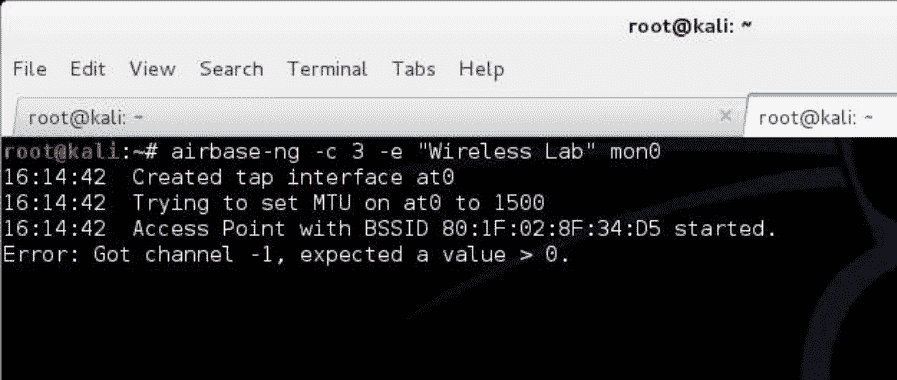 root@kali: ~
File Edit View Search Terminal Tabs Help
root@kali: ~ × root@kali: ~
root@kali:~# airbase-ng -c 3 -e "Wireless Lab" mon0
16:14:42 Created tap interface at0
16:14:42 Trying to set MTU on at0 to 1500
16:14:42 Access Point with BSSID 80:1F:02:8F:34:D5 started.
Error: Got channel -1, expected a value > 0.